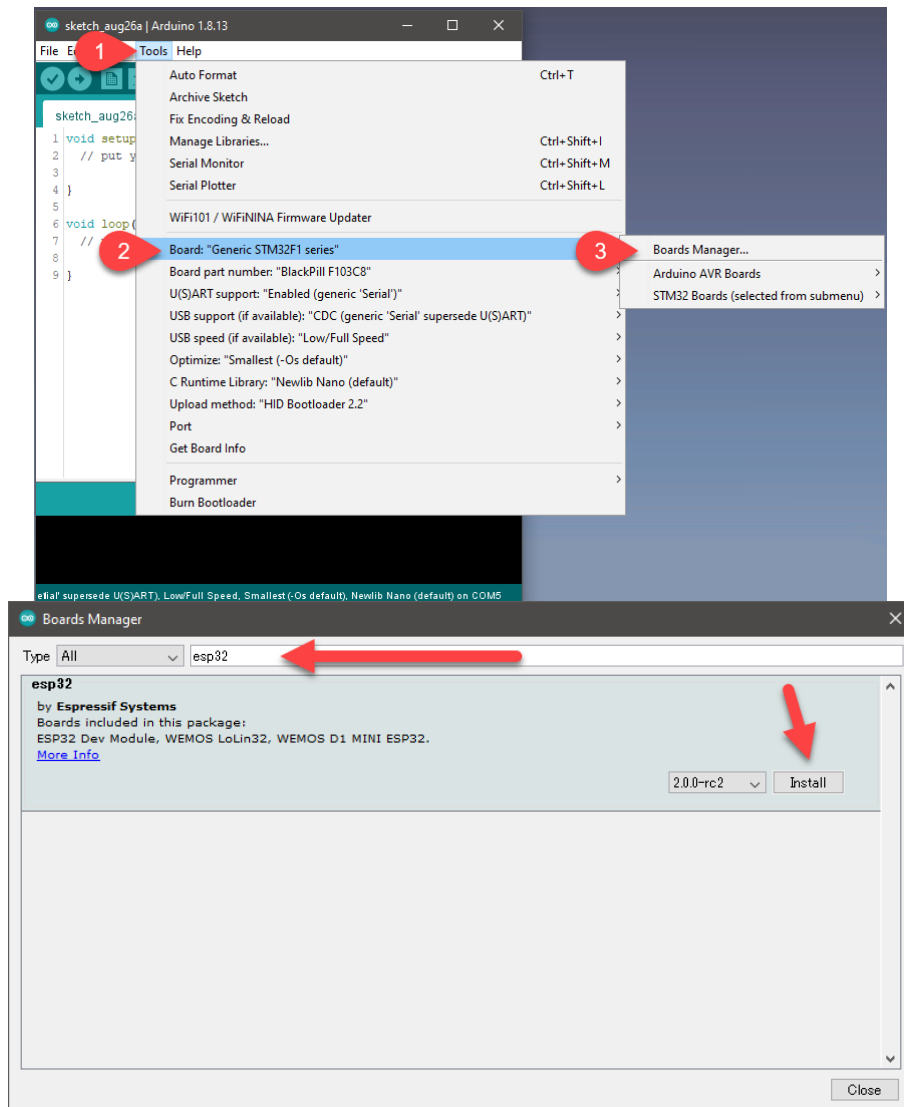 sketch_aug26a | Arduino 1.8.13
File Tools Help
1
Auto Format Ctrl+T
Archive Sketch
sketch_aug26
Fix Encoding & Reload
1 void setup
Manage Libraries... Ctrl+Shift+I
2 // put y
Serial Monitor Ctrl+Shift+M
3
Serial Plotter Ctrl+Shift+L
4 }
5
WiFi101 / WiFiNINA Firmware Updater
6 void loop(
7 //
2
Board: "Generic STM32F1 series"
3
Boards Manager...
8
Board part number: "BlackPill F103C8"
Arduino AVR Boards
9 }
U(S)ART support: "Enabled (generic 'Serial')"
STM32 Boards (selected from submenu)
USB support (if available): "CDC (generic 'Serial' supersede U(S)ART)"
USB speed (if available): "Low/Full Speed"
Optimize: "Smallest (-Os default)"
C Runtime Library: "Newlib Nano (default)"
Upload method: "HID Bootloader 2.2"
Port
Get Board Info
Programmer
Burn Bootloader
supersede U(S)ART), Low/Full Speed, Smallest (-Os default), Newlib Nano (default) on COM5
Boards Manager
Type All esp32
esp32
by Espressif Systems
Boards included in this package:
ESP32 Dev Module, WEMOS LoLin32, WEMOS D1 MINI ESP32.
More Info
2.0.0-rc2 Install
Close